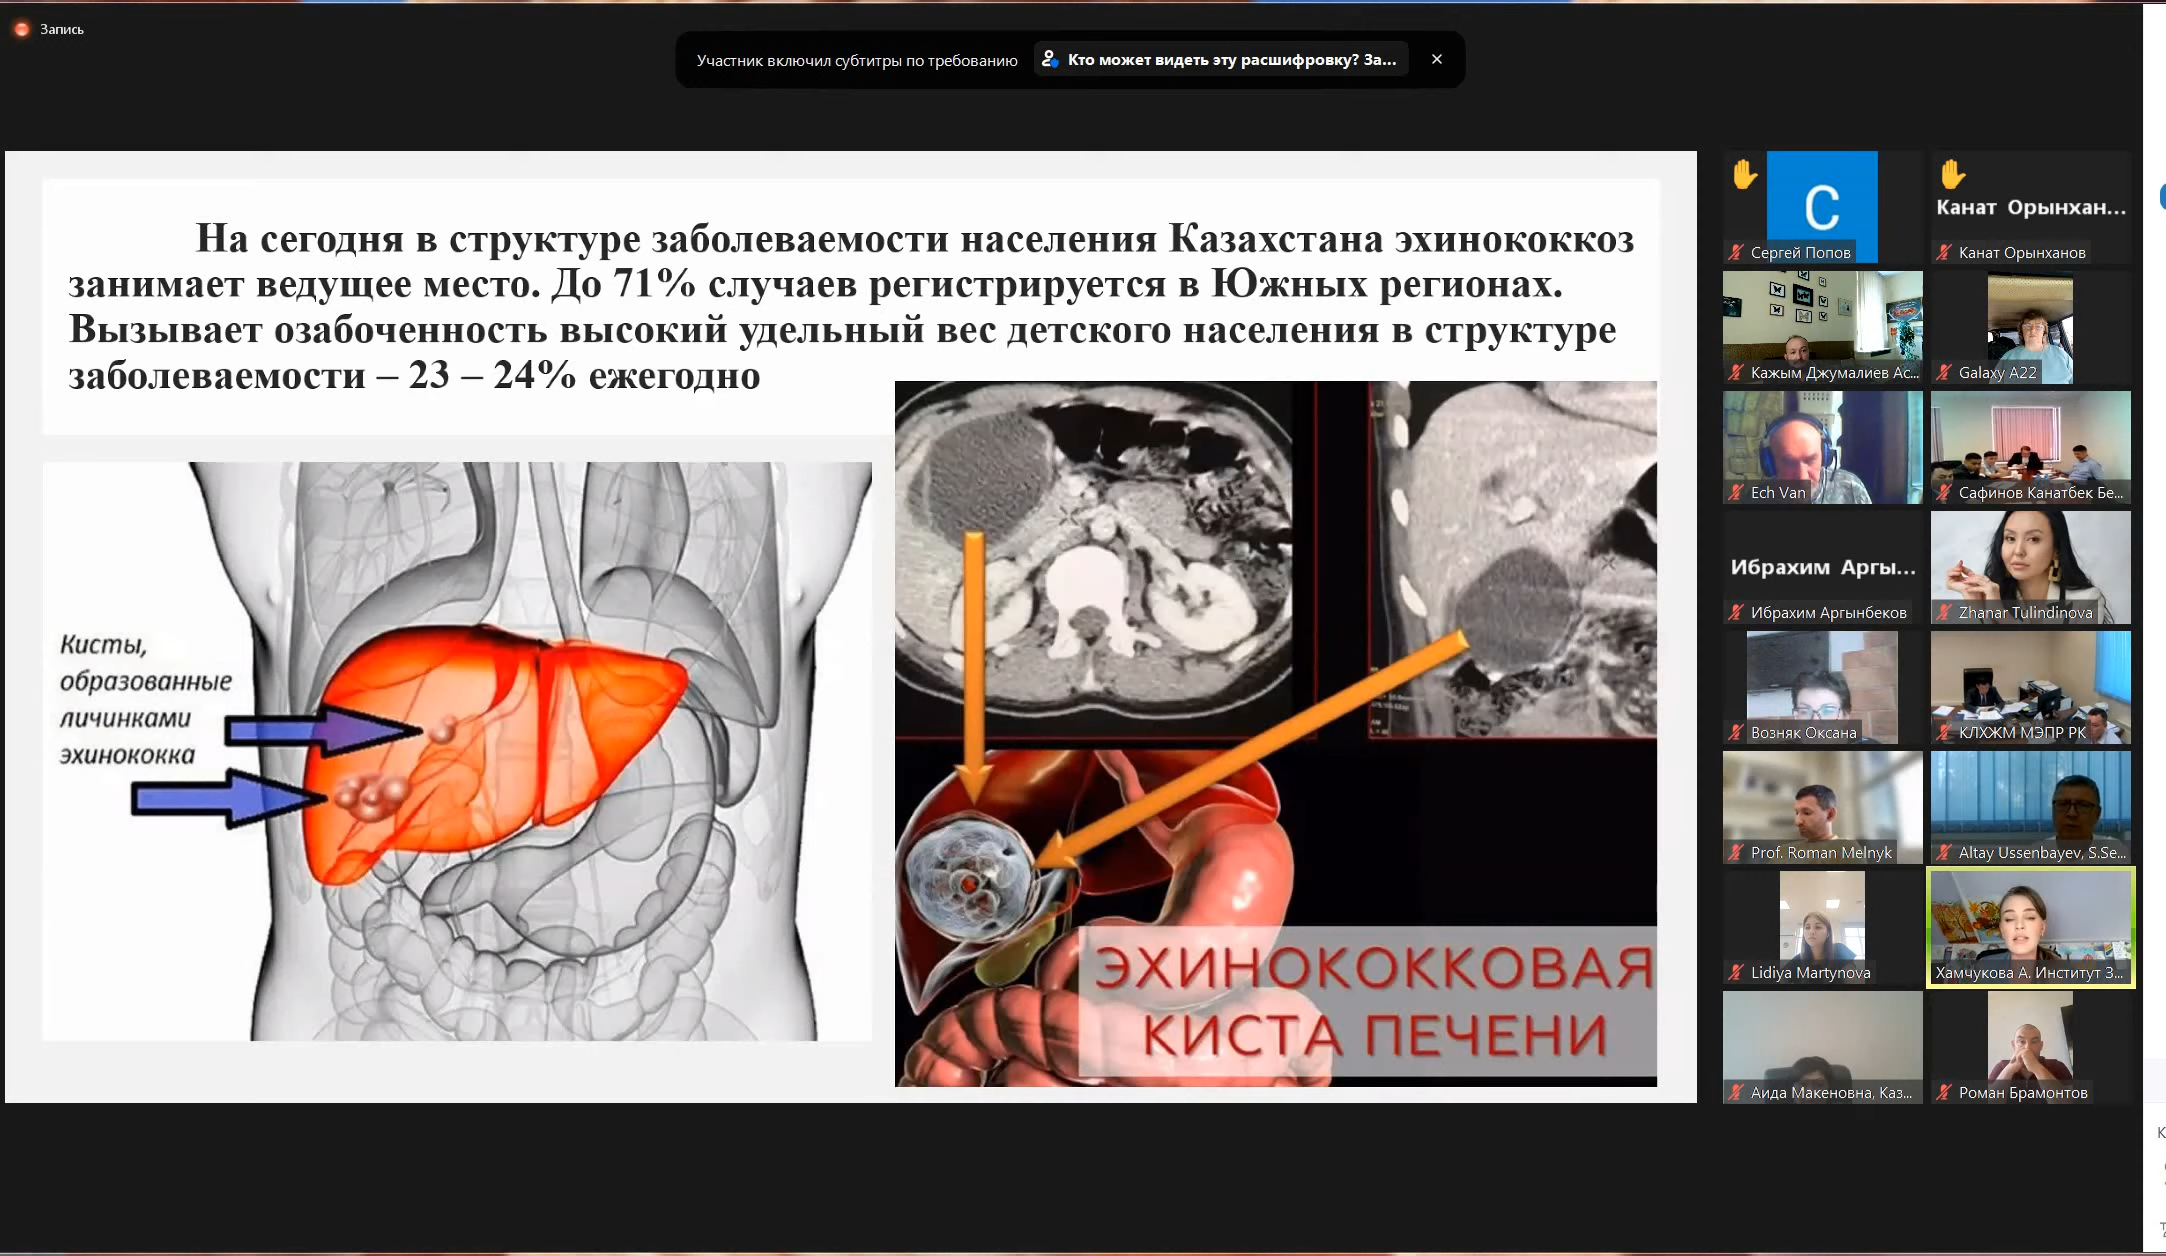 Запись
Участник включил субтитры по требованию
Кто может видеть эту расшифровку? За...
На сегодня в структуре заболеваемости населения Казахстана эхинококкоз
занимает ведущее место. До 71% случаев регистрируется в Южных регионах.
Вызывает озабоченность высокий удельный вес детского населения в структуре
заболеваемости – 23 – 24% ежегодно
Кисты,
образованные
личинками
эхинококка
ЭХИНОКОККОВАЯ
КИСТА ПЕЧЕНИ
С
Сергей Попов
Канат Орынхан...
Канат Орынханов
Кажым Джумалиев Ас...
Galaxy A22
Ech Van
Сафинов Канатбек Бе...
Ибрахим Аргы...
Ибрахим Аргынбеков
Zhanar Tulindinova
Возняк Оксана
КЛХЖМ МЭПР РК
Prof. Roman Melnyk
Altay Ussenbayev, S.Se...
Lidiya Martynova
Хамчукова А. Институт З...
Аида Макеновна, Каз...
Роман Брамонтов